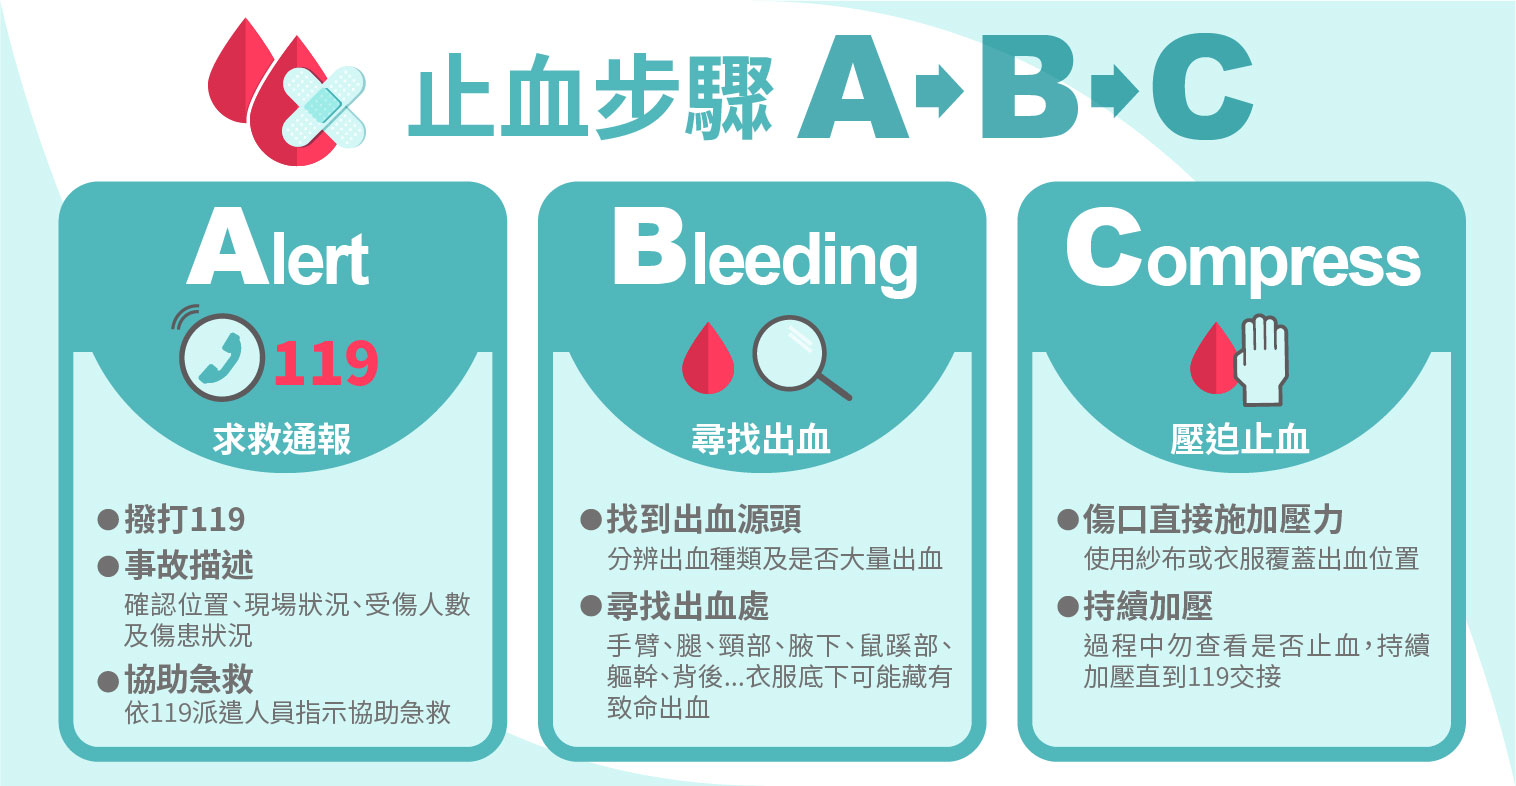 止血步驟 A→B→C
Alert
119
求救通報
●撥打119
●事故描述
確認位置、現場狀況、受傷人數
及傷患狀況
●協助急救
依119派遣人員指示協助急救
Bleeding
尋找出血
●找到出血源頭
分辨出血種類及是否大量出血
●尋找出血處
手臂、腿、頸部、腋下、鼠蹊部、
軀幹、背後...衣服底下可能藏有
致命出血
Compress
壓迫止血
●傷口直接施加壓力
使用紗布或衣服覆蓋出血位置
●持續加壓
過程中勿查看是否止血，持續
加壓直到119交接